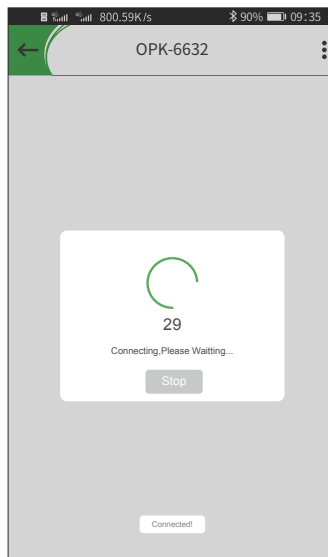 800.59K/s 90% 09:35
OPK-6632
29
Connecting,Please Waitting...
Stop
Connected!